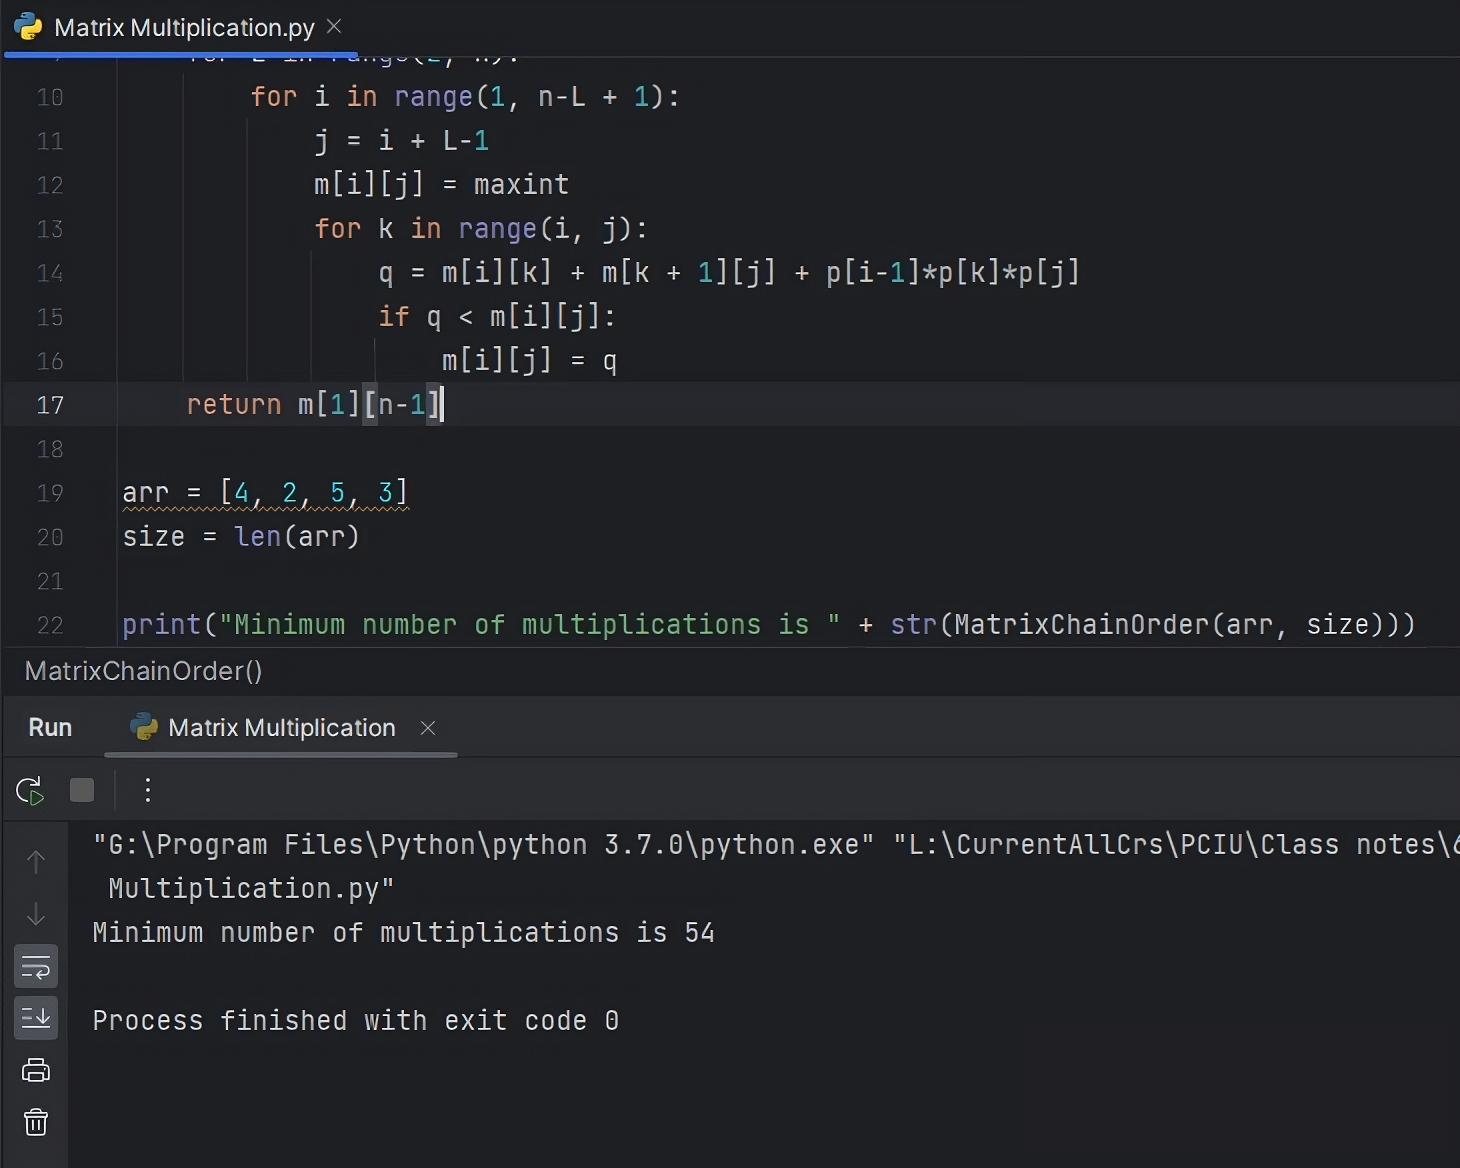 Matrix Multiplication.py
for L in range(2, n):
10 for i in range(1, n-L + 1):
11 j = i + L-1
12 m[i][j] = maxint
13 for k in range(i, j):
14 q = m[i][k] + m[k + 1][j] + p[i-1]*p[k]*p[j]
15 if q < m[i][j]:
16 m[i][j] = q
17 return m[1][n-1]
18
19 arr = [4, 2, 5, 3]
20 size = len(arr)
21
22 print("Minimum number of multiplications is " + str(MatrixChainOrder(arr, size)))
MatrixChainOrder()
Run Matrix Multiplication
"G:\Program Files\Python\python 3.7.0\python.exe" "L:\CurrentAllCrs\PCIU\Class notes\
Multiplication.py"
Minimum number of multiplications is 54
Process finished with exit code 0